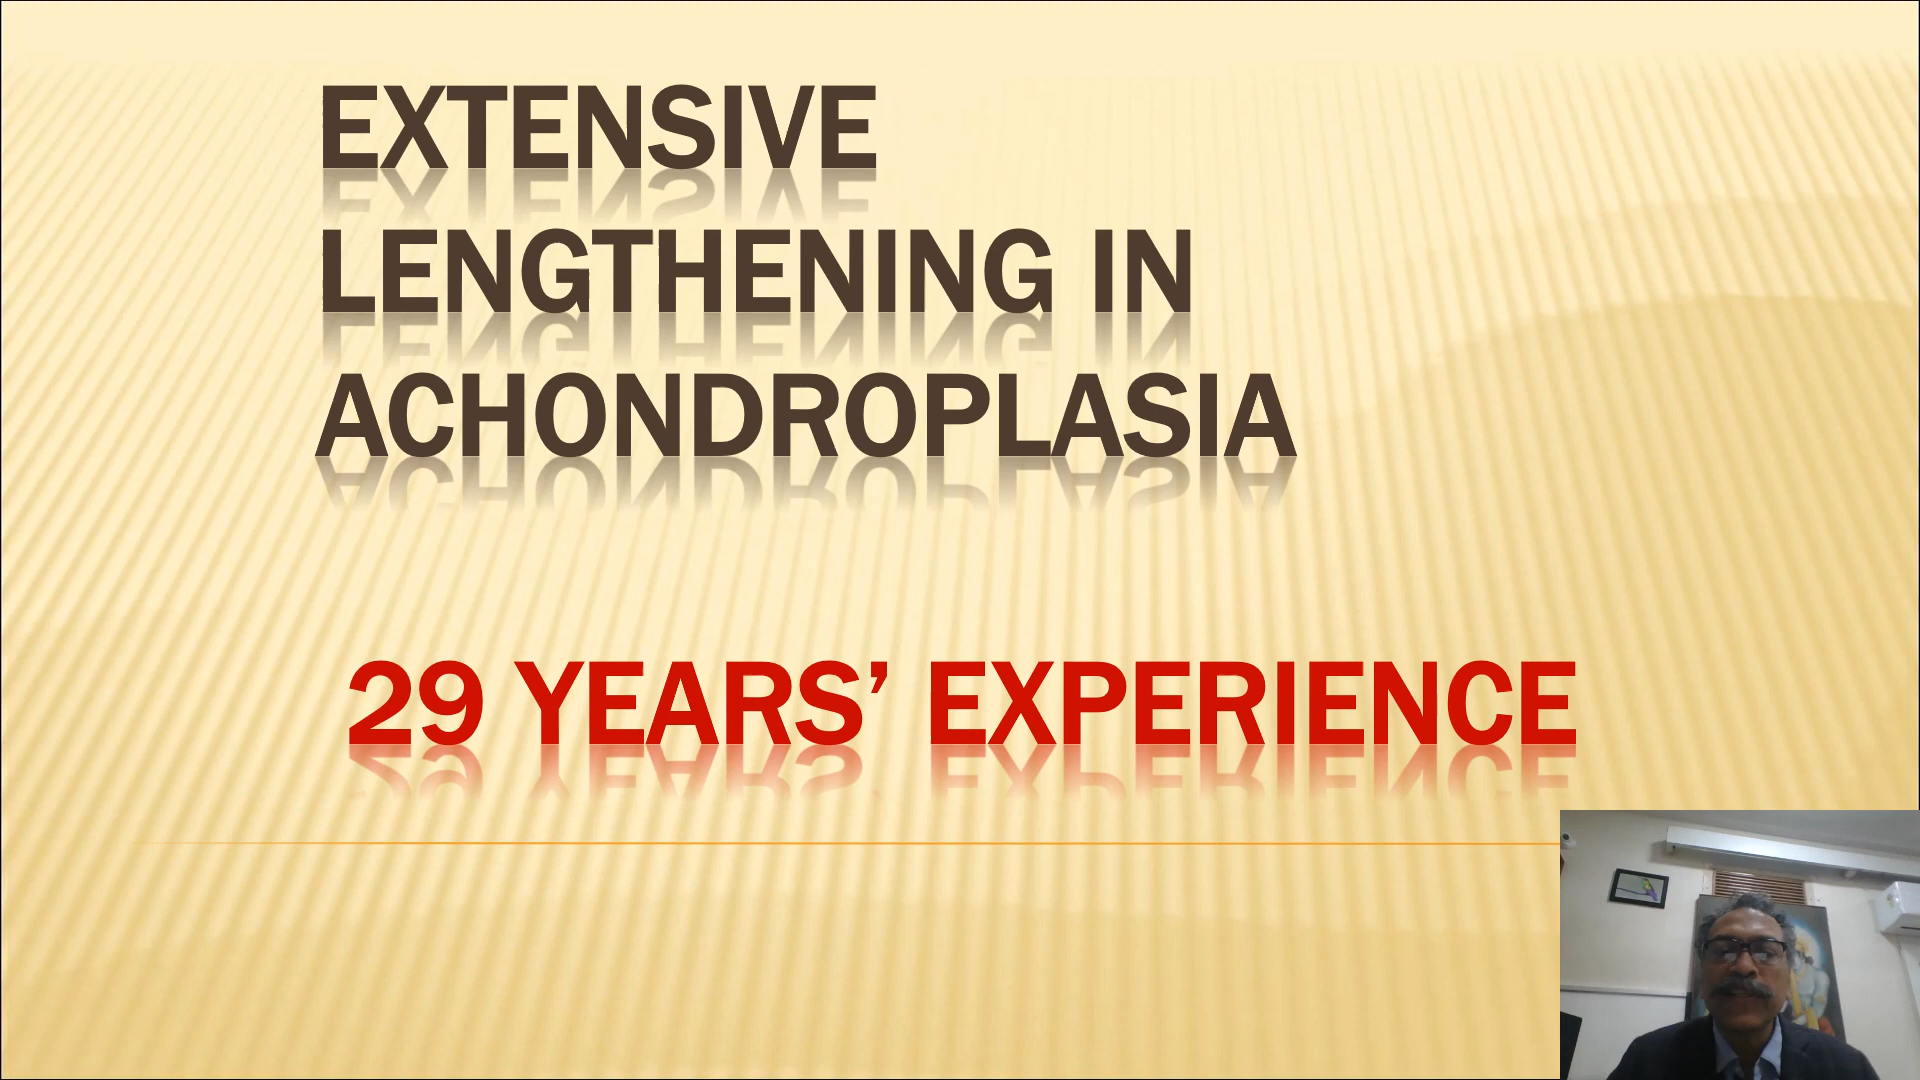 EXTENSIVE
LENGTHENING IN
ACHONDROPLASIA
29 YEARS’ EXPERIENCE